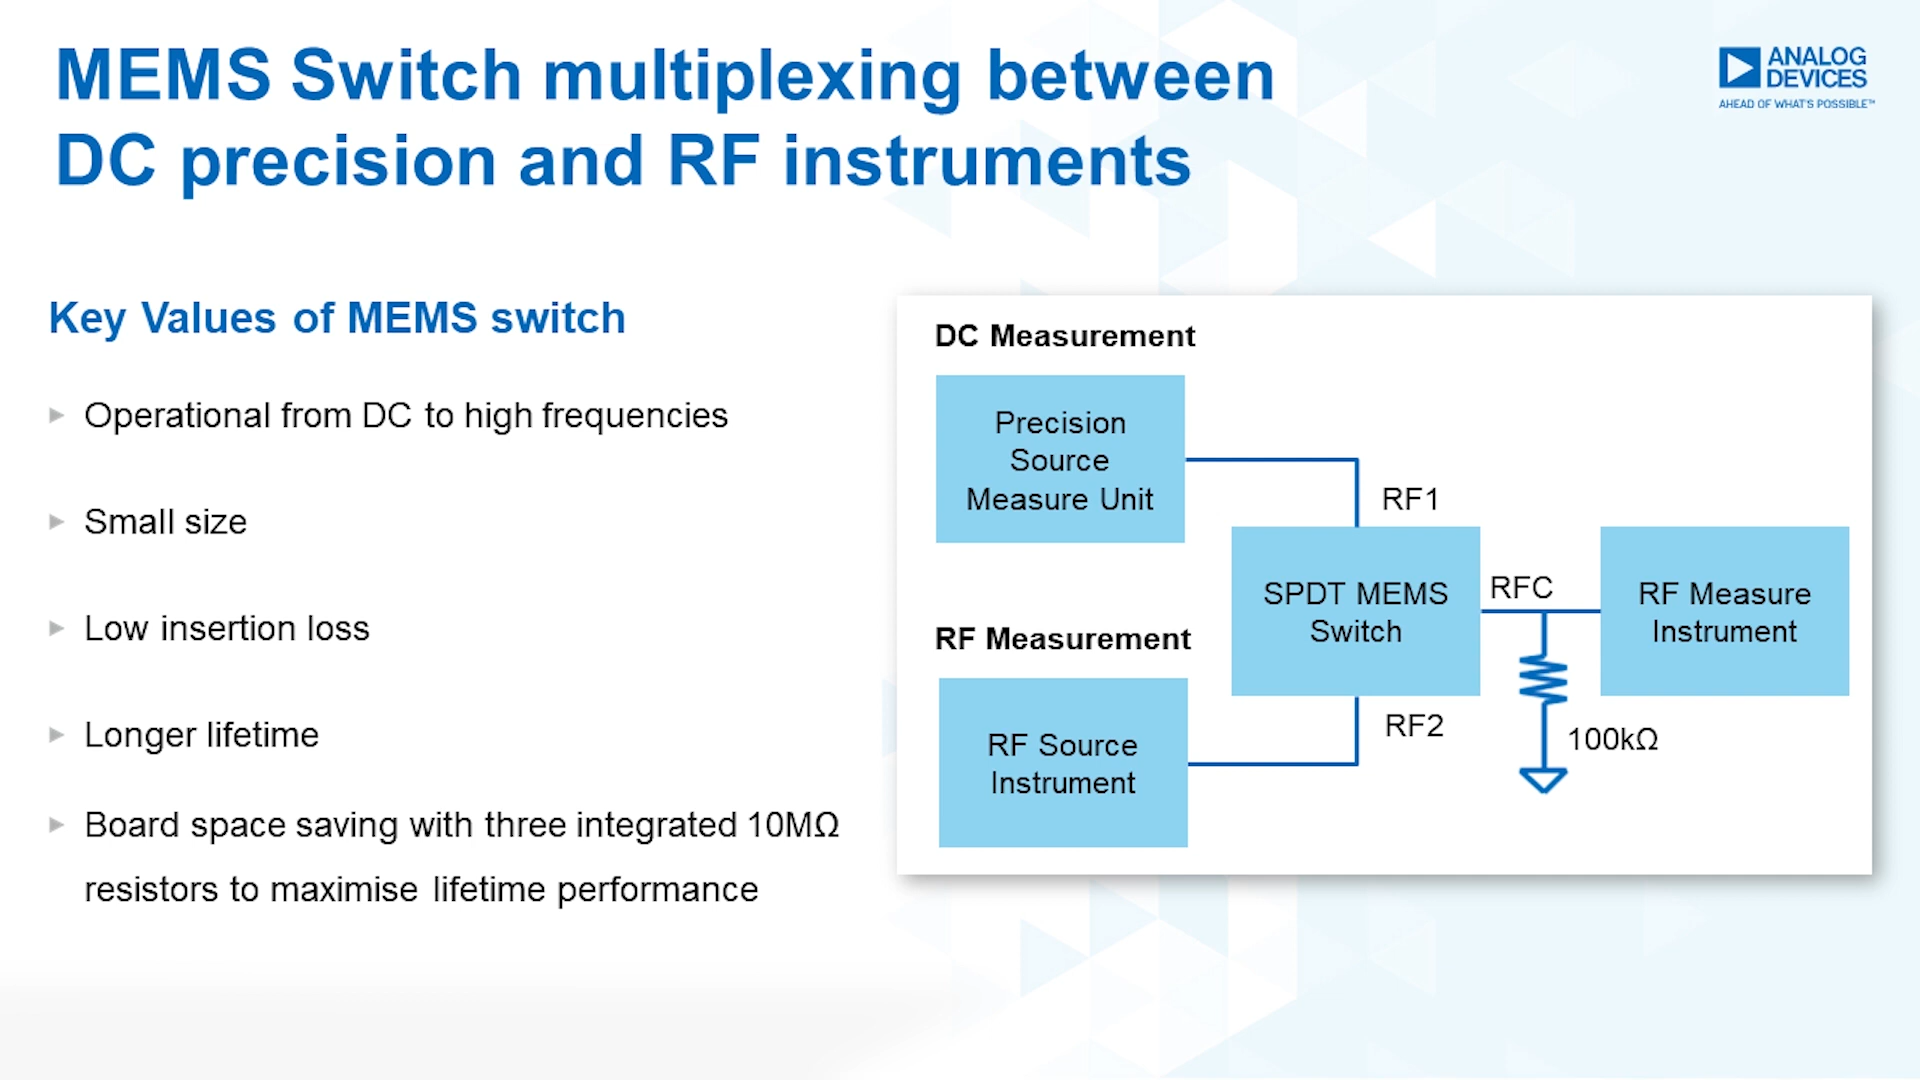 MEMS Switch multiplexing between
DC precision and RF instruments
ANALOG
DEVICES
AHEAD OF WHAT'S POSSIBLE™
Key Values of MEMS switch
Operational from DC to high frequencies
Small size
Low insertion loss
Longer lifetime
Board space saving with three integrated 10MΩ
resistors to maximise lifetime performance
DC Measurement
Precision
Source
Measure Unit
RF1
SPDT MEMS
Switch
RFC
RF Measure
Instrument
RF Measurement
RF Source
Instrument
RF2
100kΩ